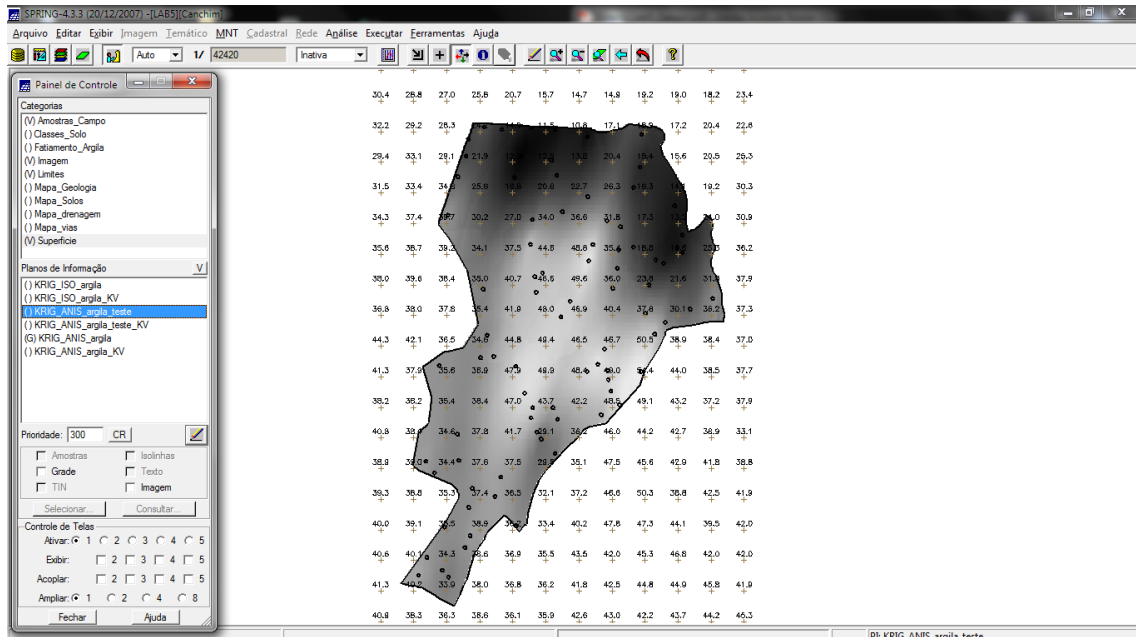 SPRING-4.3.3 (20/12/2007) -[LAB5][Canchim]
Arquivo Editar Exibir Imagem Temático MNT Cadastral Rede Análise Executar Ferramentas Ajuda
Auto 1/ 42420 Inativa
Painel de Controle
Categorias
(V) Amostras_Campo
() Classes_Solo
() Fatiamento_Argila
(V) Imagem
(V) Limites
() Mapa_Geologia
() Mapa_Solos
() Mapa_drenagem
() Mapa_vias
(V) Superficie
Planos de Informação V
() KRIG_ISO_argila
() KRIG_ISO_argila_KV
() KRIG_ANIS_argila_teste
() KRIG_ANIS_argila_teste_KV
(G) KRIG_ANIS_argila
() KRIG_ANIS_argila_KV
Prioridade: 300 CR
Amostras Isolinhas
Grade Texto
TIN Imagem
Selecionar... Consultar...
Controle de Telas
Ativar: 1 2 3 4 5
Exibir: 2 3 4 5
Acoplar: 2 3 4 5
Ampliar: 1 2 4 8
Fechar Ajuda
30.4 28.8 27.0 25.8 20.7 15.7 14.7 14.9 19.2 19.0 18.2 23.4
32.2 29.2 28.3 17.1 17.2 20.4 22.8
29.4 33.1 29.1 21.9 20.4 15.6 20.5 25.3
31.5 33.4 25.8 20.8 22.7 26.3 19.2 30.3
34.3 37.4 30.2 27.0 34.0 36.6 31.8 17.3 30.9
35.6 38.7 39.2 34.1 37.5 44.8 48.8 36.2
38.0 39.6 38.4 40.7 49.6 36.0 21.6 37.9
36.8 38.0 37.8 41.9 48.0 46.9 40.4 37.8 30.1 36.2 37.3
44.3 42.1 36.5 44.8 49.4 46.5 46.7 50.5 38.9 38.4 37.0
41.3 37.9 35.6 38.9 47.9 49.9 48.4 44.0 38.5 37.7
38.2 38.2 35.4 38.4 47.0 43.7 42.2 48.5 49.1 43.2 37.2 37.9
40.8 34.6 37.8 41.7 46.0 44.2 42.7 38.9 33.1
38.9 34.4 37.6 37.5 35.1 47.5 45.6 42.9 41.8 38.8
39.3 38.8 35.3 37.4 36.5 32.1 37.2 46.6 50.3 38.8 42.5 41.9
40.0 39.1 38.9 33.4 40.2 47.8 47.3 44.1 39.5 42.0
40.6 34.3 36.9 35.5 43.5 42.0 45.3 46.8 42.0 42.0
41.3 33.9 38.0 36.8 36.2 41.8 42.5 44.8 44.9 45.8 41.9
40.8 38.3 36.3 38.6 36.1 35.9 42.6 43.0 42.2 43.7 44.2 45.3
PI: KRIG_ANIS_argila_teste